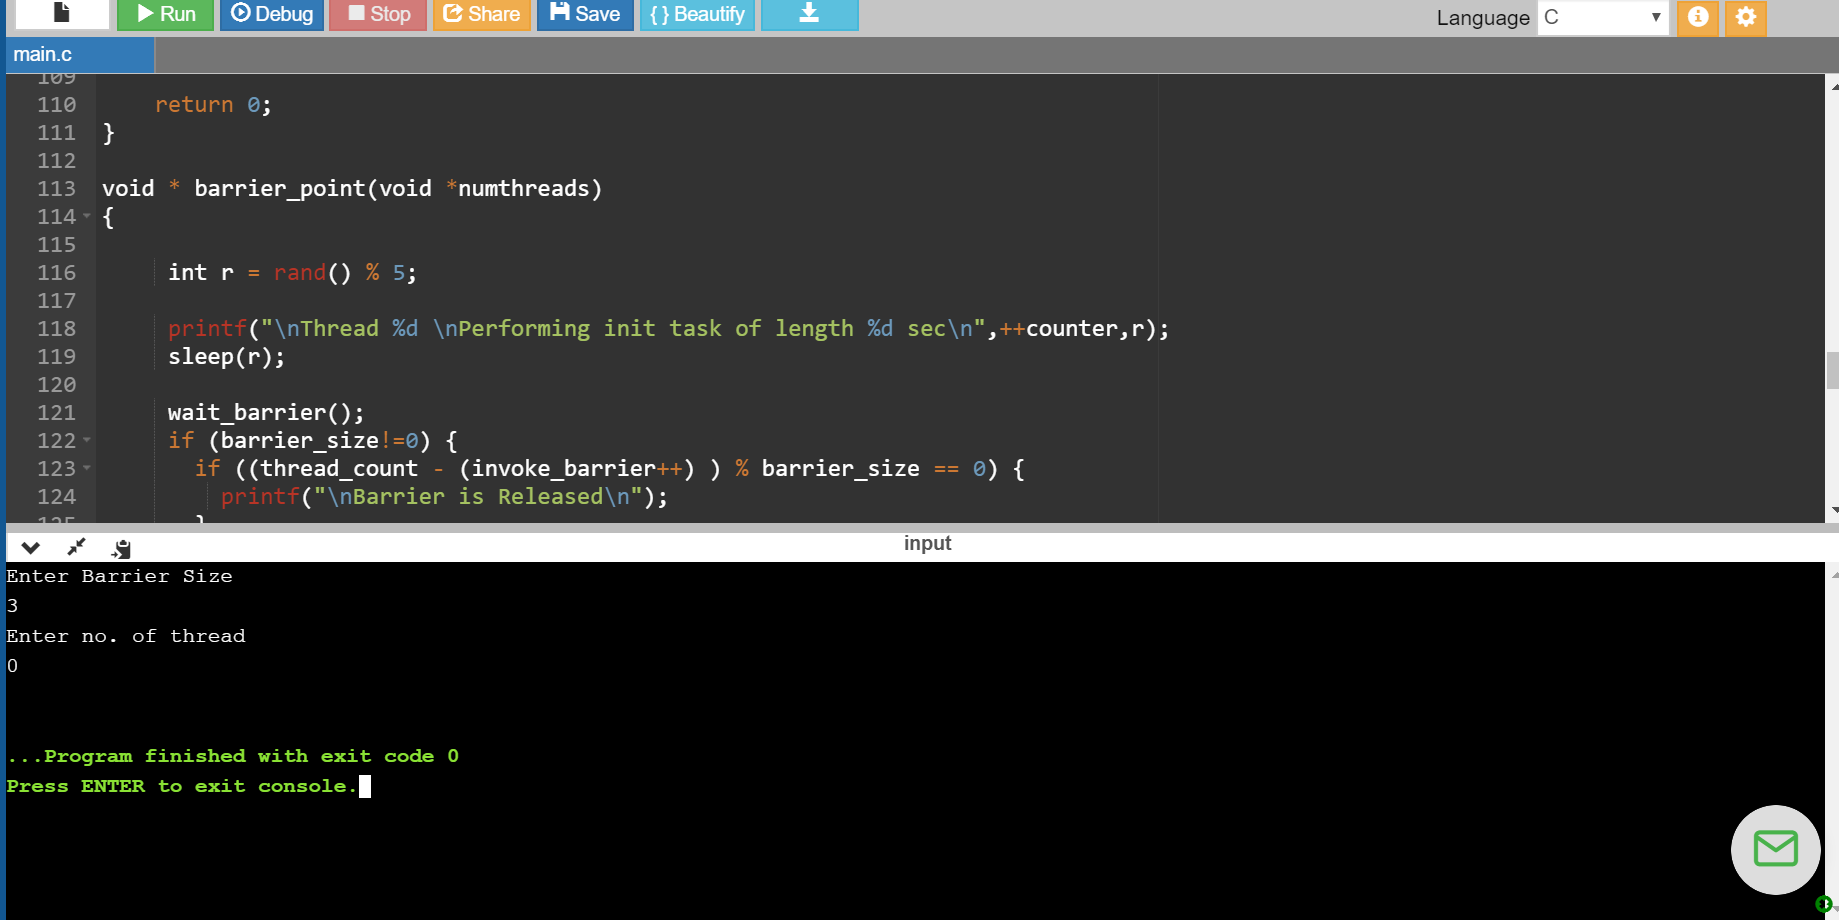 Run Debug Stop Share Save { } Beautify Language C
main.c
109
110     return 0;
111 }
112
113 void * barrier_point(void *numthreads)
114 {
115
116     int r = rand() % 5;
117
118     printf("\nThread %d \nPerforming init task of length %d sec\n",++counter,r);
119     sleep(r);
120
121     wait_barrier();
122     if (barrier_size!=0) {
123       if ((thread_count - (invoke_barrier++) ) % barrier_size == 0) {
124         printf("\nBarrier is Released\n");
125       }
input
Enter Barrier Size
3
Enter no. of thread
0
...Program finished with exit code 0
Press ENTER to exit console.